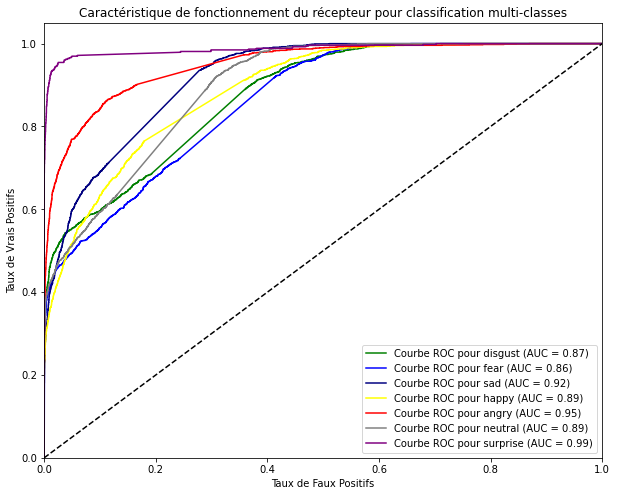 Caractéristique de fonctionnement du récepteur pour classification multi-classes
1.0
0.8
0.6
0.4
0.2
0.0
Taux de Vrais Positifs
Courbe ROC pour disgust (AUC = 0.87)
Courbe ROC pour fear (AUC = 0.86)
Courbe ROC pour sad (AUC = 0.92)
Courbe ROC pour happy (AUC = 0.89)
Courbe ROC pour angry (AUC = 0.95)
Courbe ROC pour neutral (AUC = 0.89)
Courbe ROC pour surprise (AUC = 0.99)
0.0 0.2 0.4 0.6 0.8 1.0
Taux de Faux Positifs